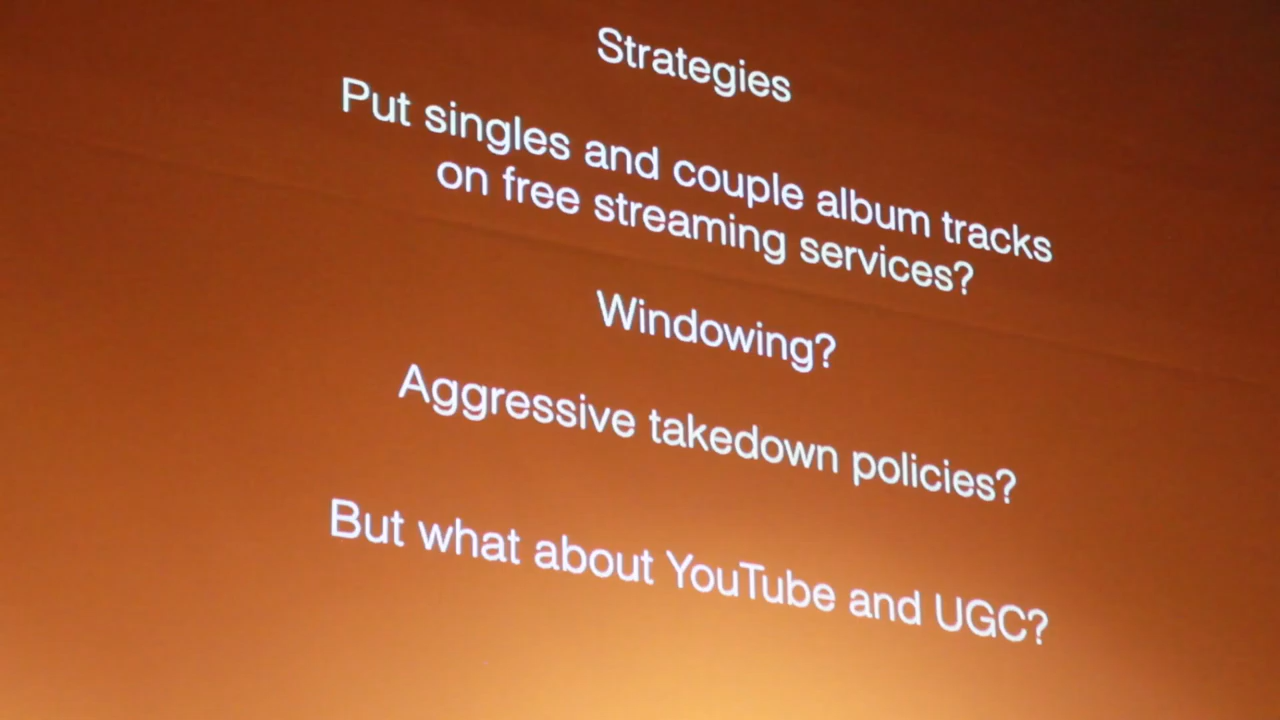 Strategies
Put singles and couple album tracks
on free streaming services?
Windowing?
Aggressive takedown policies?
But what about YouTube and UGC?